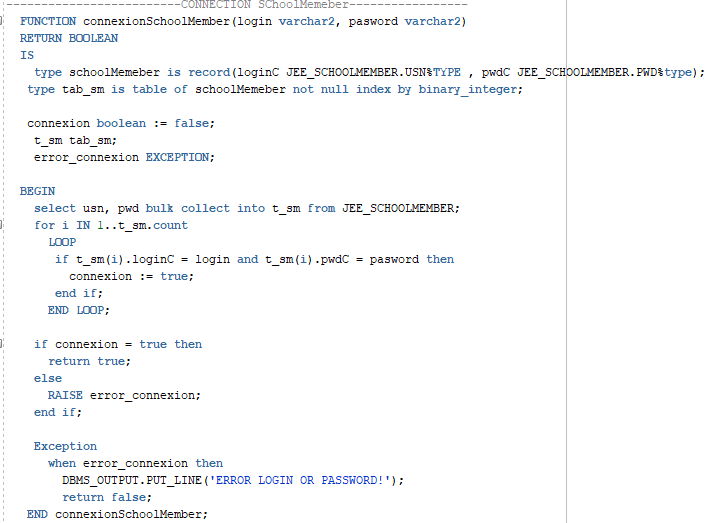 -------------------------CONNECTION SChoolMemeber-----------------
FUNCTION connexionSchoolMember(login varchar2, pasword varchar2)
RETURN BOOLEAN
IS
type schoolMemeber is record(loginC JEE_SCHOOLMEMBER.USN%TYPE , pwdC JEE_SCHOOLMEMBER.PWD%type);
type tab_sm is table of schoolMemeber not null index by binary_integer;
connexion boolean := false;
t_sm tab_sm;
error_connexion EXCEPTION;
BEGIN
select usn, pwd bulk collect into t_sm from JEE_SCHOOLMEMBER;
for i IN 1..t_sm.count
LOOP
if t_sm(i).loginC = login and t_sm(i).pwdC = pasword then
connexion := true;
end if;
END LOOP;
if connexion = true then
return true;
else
RAISE error_connexion;
end if;
Exception
when error_connexion then
DBMS_OUTPUT.PUT_LINE('ERROR LOGIN OR PASSWORD!');
return false;
END connexionSchoolMember;